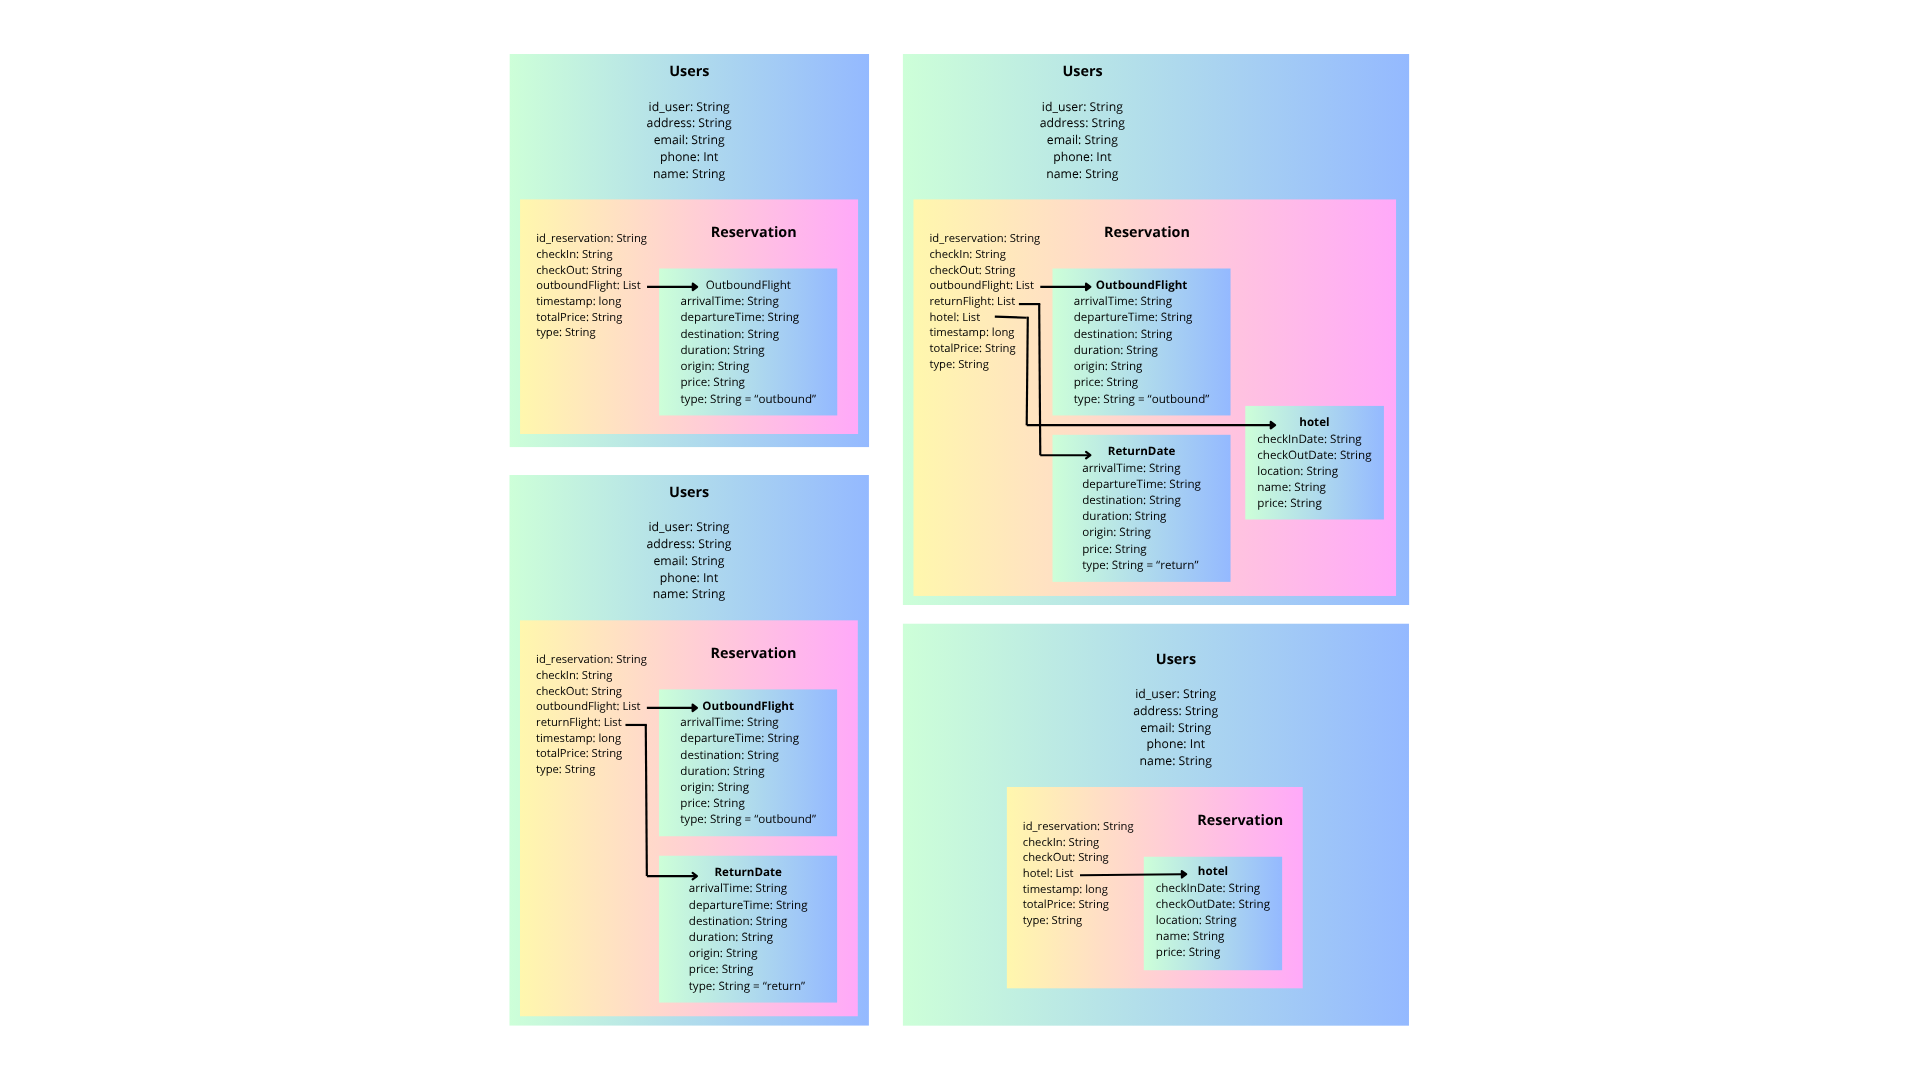 Users
id_user: String
address: String
email: String
phone: Int
name: String
Reservation
id_reservation: String
checkIn: String
checkOut: String
outboundFlight: List
timestamp: long
totalPrice: String
type: String
OutboundFlight
arrivalTime: String
departureTime: String
destination: String
duration: String
origin: String
price: String
type: String = “outbound”
Users
id_user: String
address: String
email: String
phone: Int
name: String
Reservation
id_reservation: String
checkIn: String
checkOut: String
outboundFlight: List
returnFlight: List
hotel: List
timestamp: long
totalPrice: String
type: String
OutboundFlight
arrivalTime: String
departureTime: String
destination: String
duration: String
origin: String
price: String
type: String = “outbound”
ReturnDate
arrivalTime: String
departureTime: String
destination: String
duration: String
origin: String
price: String
type: String = “return”
hotel
checkInDate: String
checkOutDate: String
location: String
name: String
price: String
Users
id_user: String
address: String
email: String
phone: Int
name: String
Reservation
id_reservation: String
checkIn: String
checkOut: String
outboundFlight: List
returnFlight: List
timestamp: long
totalPrice: String
type: String
OutboundFlight
arrivalTime: String
departureTime: String
destination: String
duration: String
origin: String
price: String
type: String = “outbound”
ReturnDate
arrivalTime: String
departureTime: String
destination: String
duration: String
origin: String
price: String
type: String = “return”
Users
id_user: String
address: String
email: String
phone: Int
name: String
Reservation
id_reservation: String
checkIn: String
checkOut: String
hotel: List
timestamp: long
totalPrice: String
type: String
hotel
checkInDate: String
checkOutDate: String
location: String
name: String
price: String